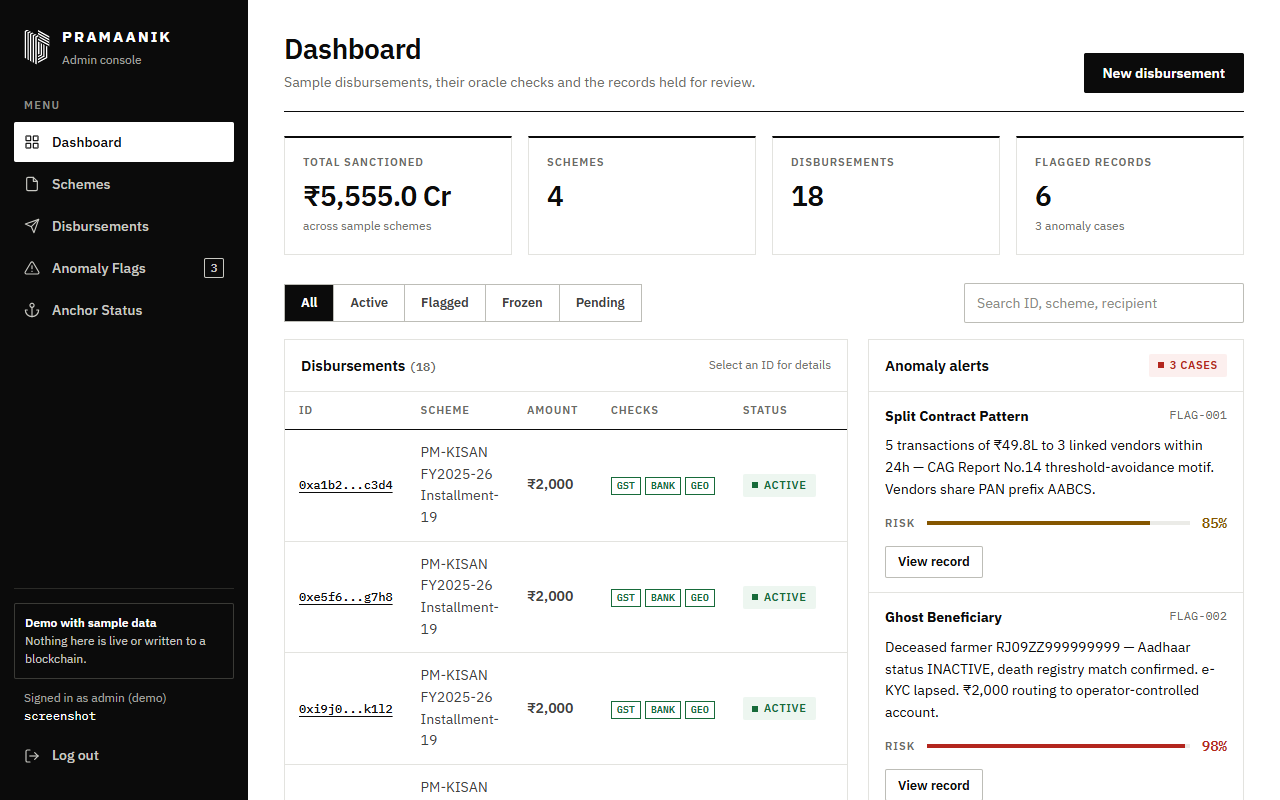 PRAMAANIK
Admin console
MENU
Dashboard
Schemes
Disbursements
Anomaly Flags 3
Anchor Status
Demo with sample data
Nothing here is live or written to a
blockchain.
Signed in as admin (demo)
screenshot
Log out
Dashboard
Sample disbursements, their oracle checks and the records held for review.
New disbursement
TOTAL SANCTIONED
₹5,555.0 Cr
across sample schemes
SCHEMES
4
DISBURSEMENTS
18
FLAGGED RECORDS
6
3 anomaly cases
All Active Flagged Frozen Pending
Search ID, scheme, recipient
Disbursements (18) Select an ID for details
ID SCHEME AMOUNT CHECKS STATUS
0xa1b2...c3d4 PM-KISAN
FY2025-26
Installment-
19 ₹2,000 GST BANK GEO ACTIVE
0xe5f6...g7h8 PM-KISAN
FY2025-26
Installment-
19 ₹2,000 GST BANK GEO ACTIVE
0xi9j0...k1l2 PM-KISAN
FY2025-26
Installment-
19 ₹2,000 GST BANK GEO ACTIVE
PM-KISAN
Anomaly alerts 3 CASES
Split Contract Pattern FLAG-001
5 transactions of ₹49.8L to 3 linked vendors within
24h — CAG Report No.14 threshold-avoidance motif.
Vendors share PAN prefix AABCS.
RISK 85%
View record
Ghost Beneficiary FLAG-002
Deceased farmer RJ09ZZ999999999 — Aadhaar
status INACTIVE, death registry match confirmed. e-
KYC lapsed. ₹2,000 routing to operator-controlled
account.
RISK 98%
View record